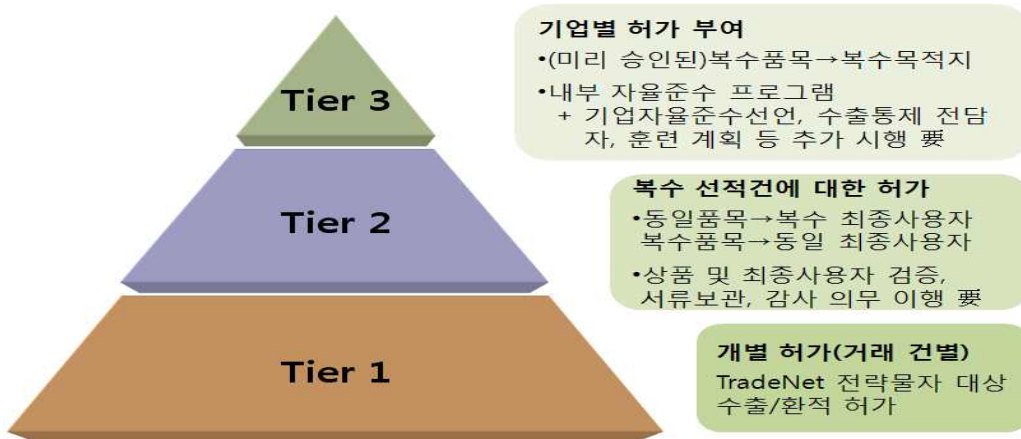 Tier 3
기업별 허가 부여
•(미리 승인된)복수품목→복수목적지
•내부 자율준수 프로그램
+ 기업자율준수선언, 수출통제 전담
자, 훈련 계획 등 추가 시행 要
Tier 2
복수 선적건에 대한 허가
•동일품목→복수 최종사용자
복수품목→동일 최종사용자
•상품 및 최종사용자 검증,
서류보관, 감사 의무 이행 要
Tier 1
개별 허가(거래 건별)
TradeNet 전략물자 대상
수출/환적 허가